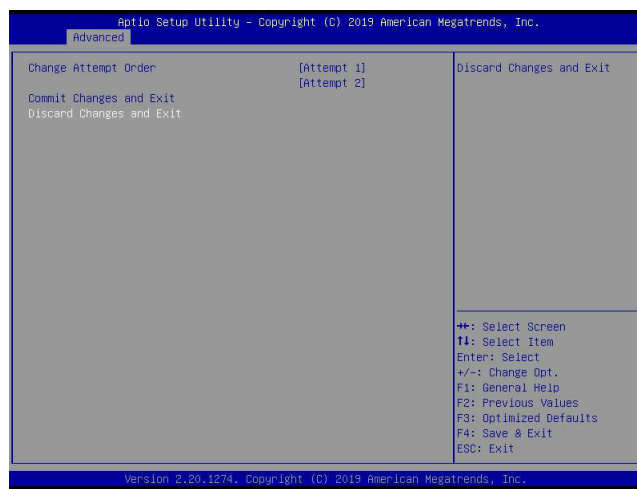 Aptio Setup Utility – Copyright (C) 2019 American Megatrends, Inc.
Advanced
Change Attempt Order [Attempt 1]
[Attempt 2]
Commit Changes and Exit
Discard Changes and Exit
Discard Changes and Exit
→←: Select Screen
↑↓: Select Item
Enter: Select
+/-: Change Opt.
F1: General Help
F2: Previous Values
F3: Optimized Defaults
F4: Save & Exit
ESC: Exit
Version 2.20.1274. Copyright (C) 2019 American Megatrends, Inc.